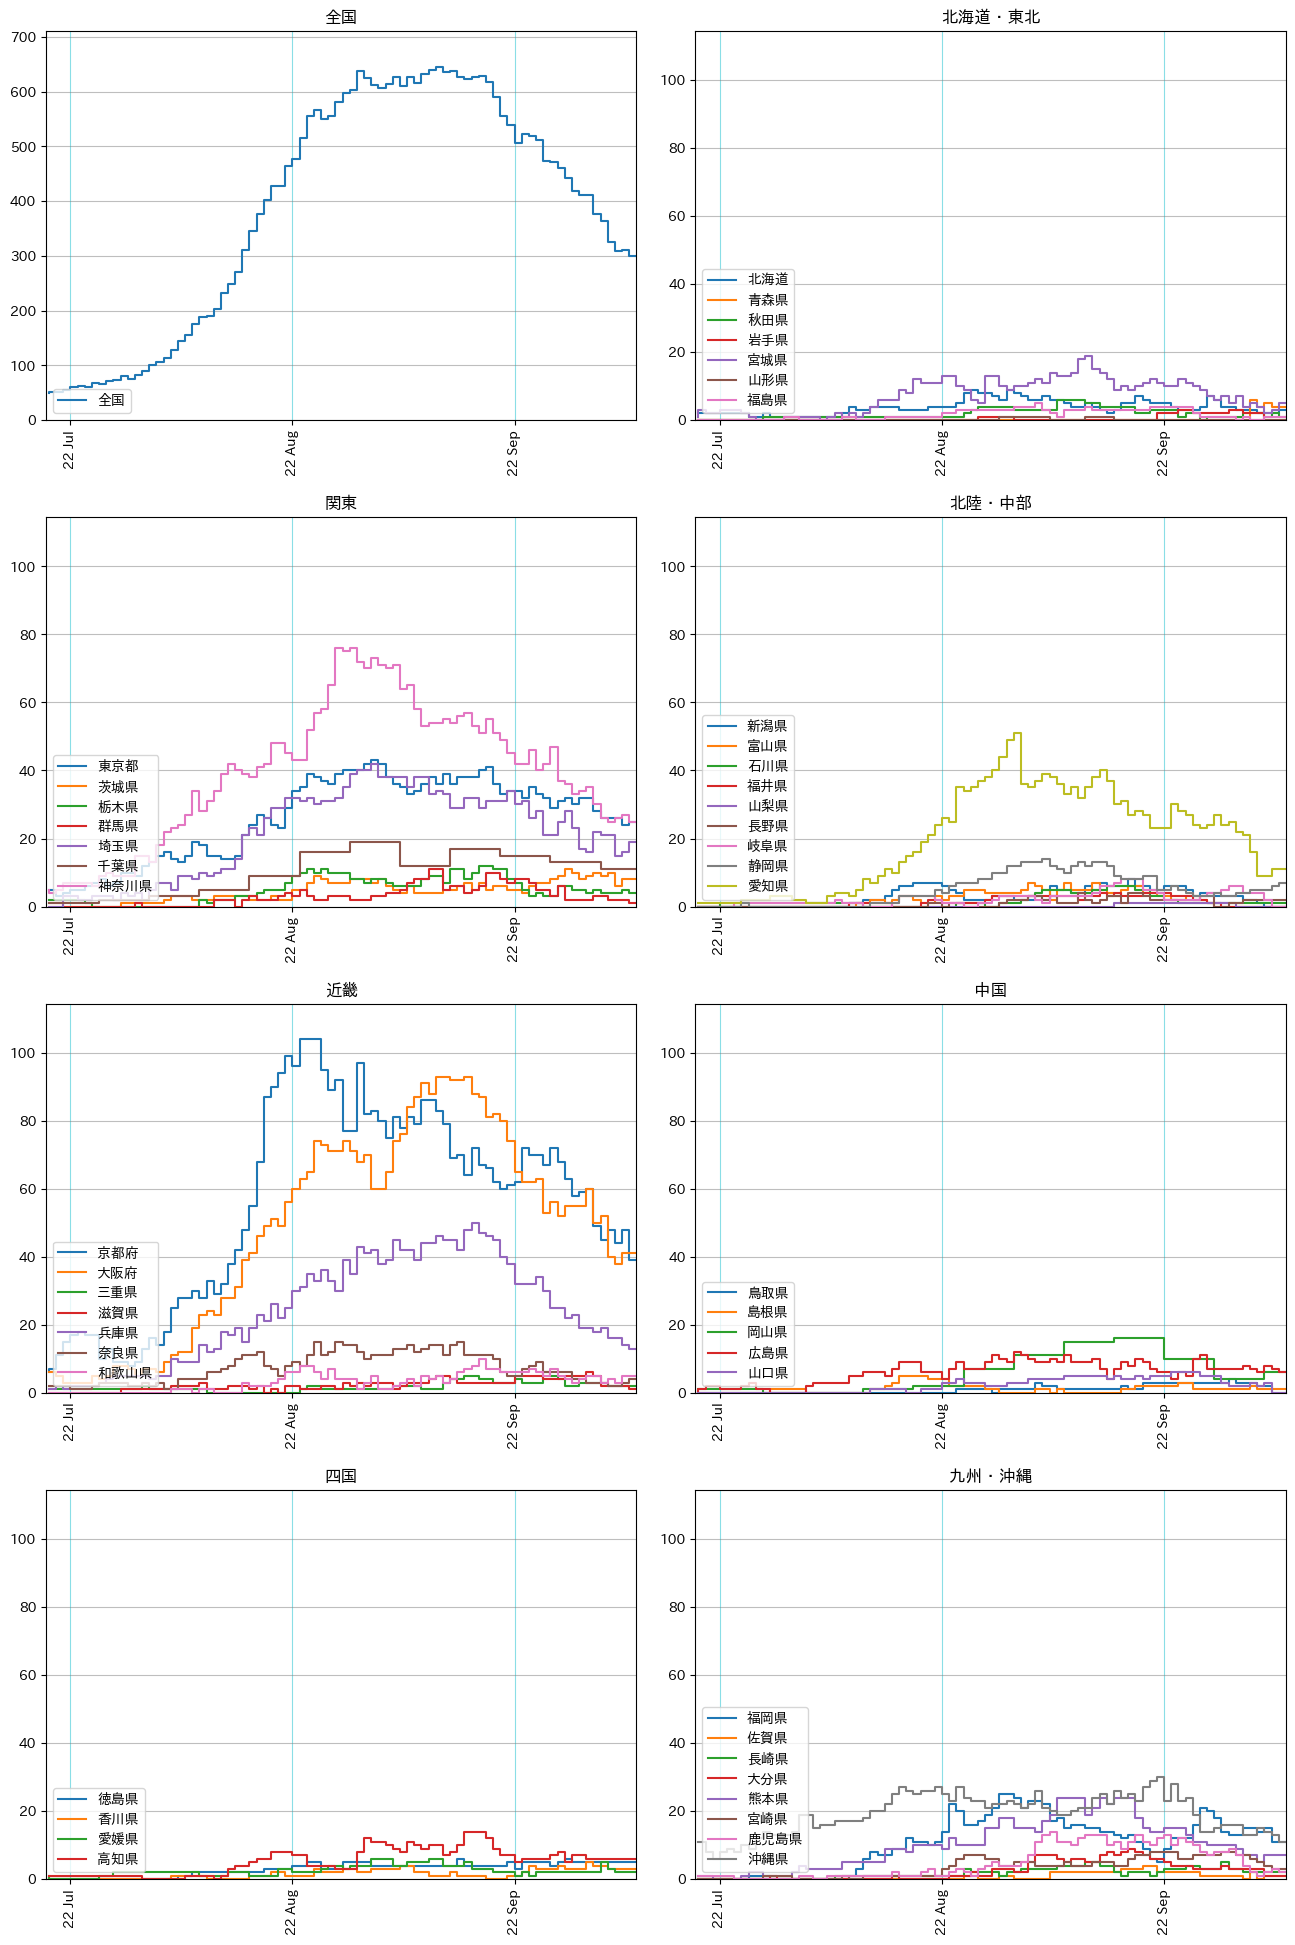 全国
700
600
500
400
300
200
100
0
全国
22 Jul
22 Aug
22 Sep
北海道・東北
100
80
60
40
20
0
北海道
青森県
秋田県
岩手県
宮城県
山形県
福島県
22 Jul
22 Aug
22 Sep
関東
100
80
60
40
20
0
東京都
茨城県
栃木県
群馬県
埼玉県
千葉県
神奈川県
22 Jul
22 Aug
22 Sep
北陸・中部
100
80
60
40
20
0
新潟県
富山県
石川県
福井県
山梨県
長野県
岐阜県
静岡県
愛知県
22 Jul
22 Aug
22 Sep
近畿
100
80
60
40
20
0
京都府
大阪府
三重県
滋賀県
兵庫県
奈良県
和歌山県
22 Jul
22 Aug
22 Sep
中国
100
80
60
40
20
0
鳥取県
島根県
岡山県
広島県
山口県
22 Jul
22 Aug
22 Sep
四国
100
80
60
40
20
0
徳島県
香川県
愛媛県
高知県
22 Jul
22 Aug
22 Sep
九州・沖縄
100
80
60
40
20
0
福岡県
佐賀県
長崎県
大分県
熊本県
宮崎県
鹿児島県
沖縄県
22 Jul
22 Aug
22 Sep